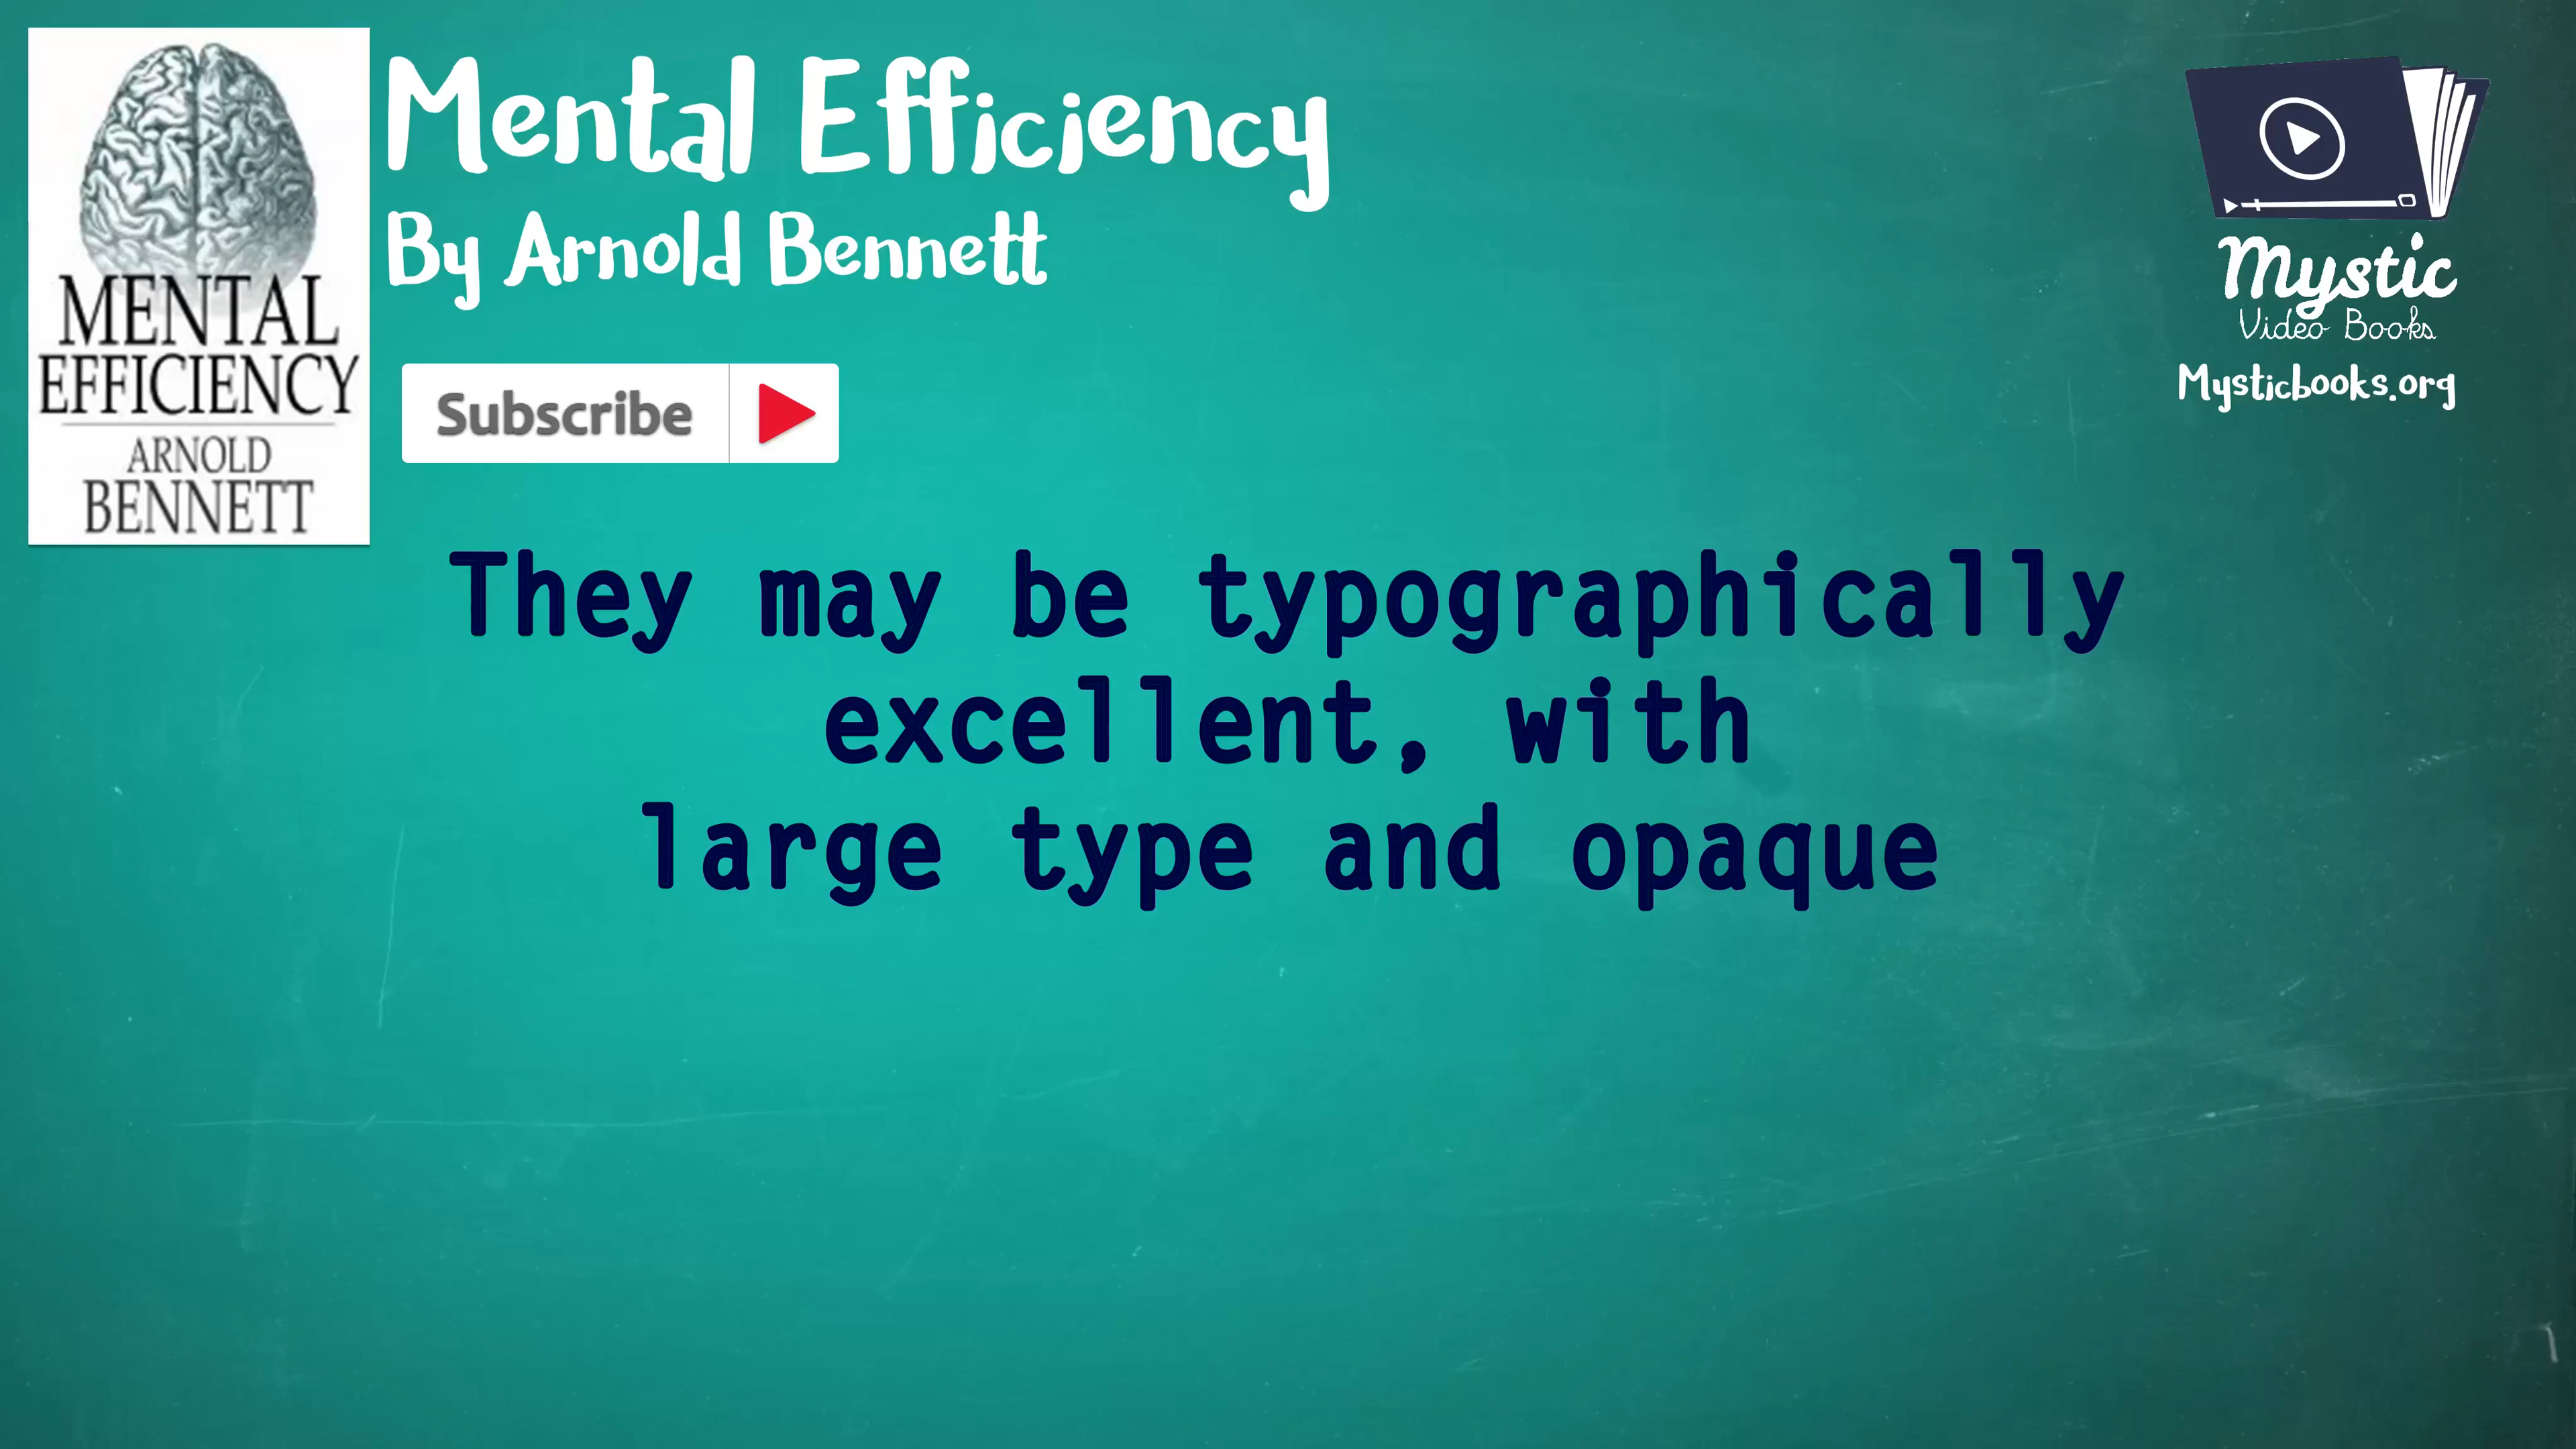 MENTAL
EFFICIENCY
ARNOLD
BENNETT
Mental Efficiency
By Arnold Bennett
Subscribe
Mystic
Video Books
Mysticbooks.org
They may be typographically
excellent, with
large type and opaque